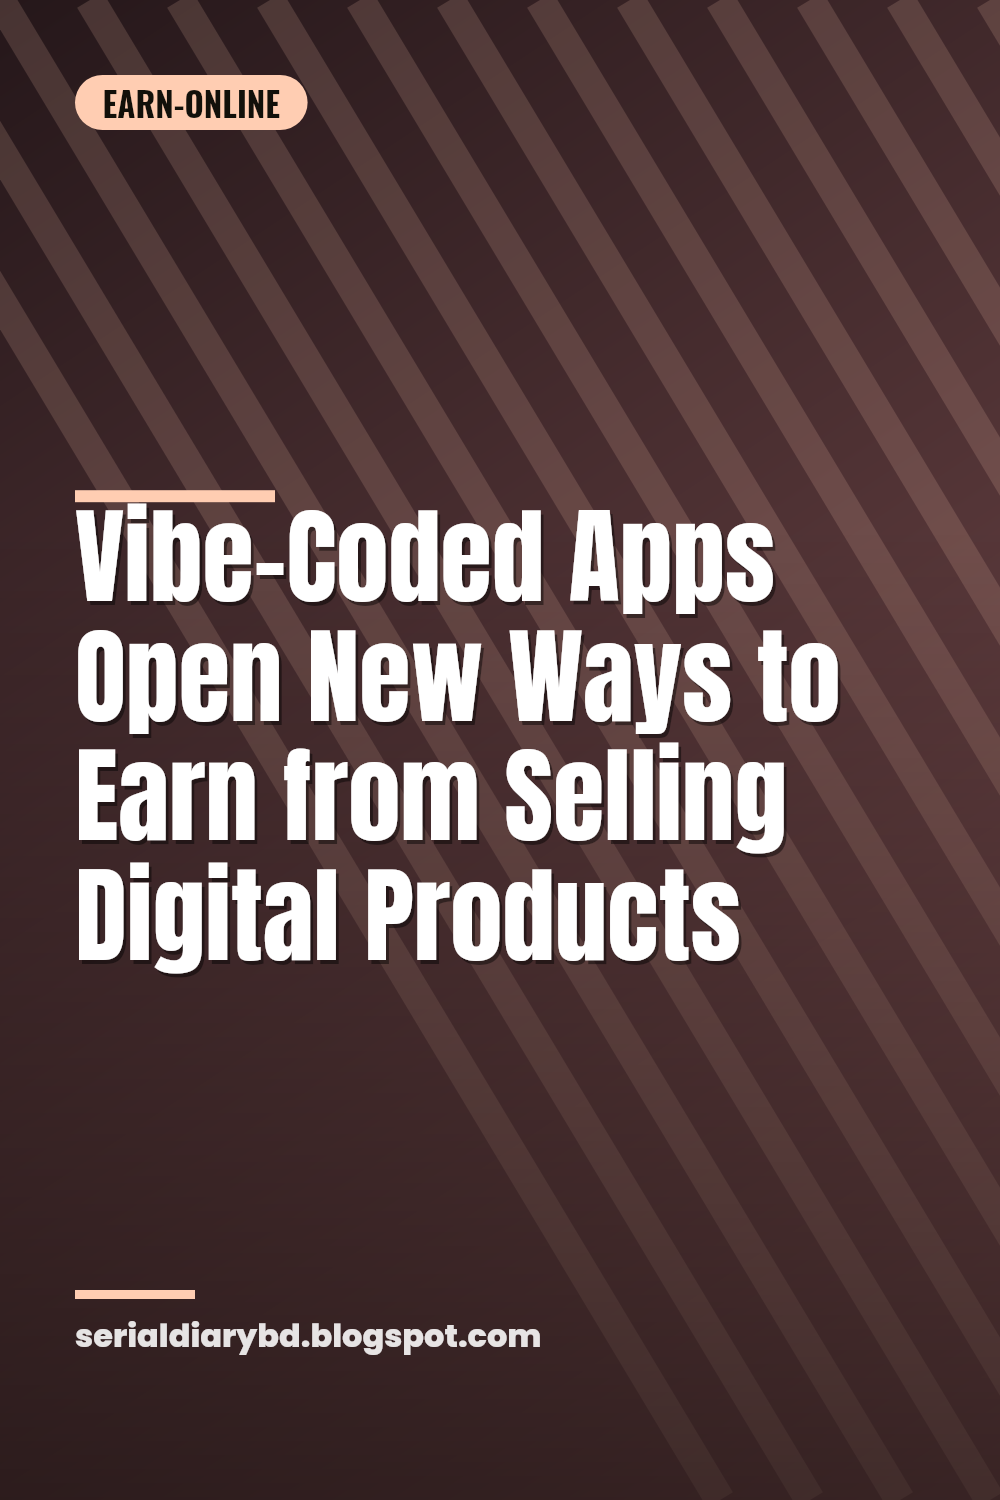 EARN-ONLINE
Vibe-Coded Apps
Open New Ways to
Earn from Selling
Digital Products
serialdiarybd.blogspot.com